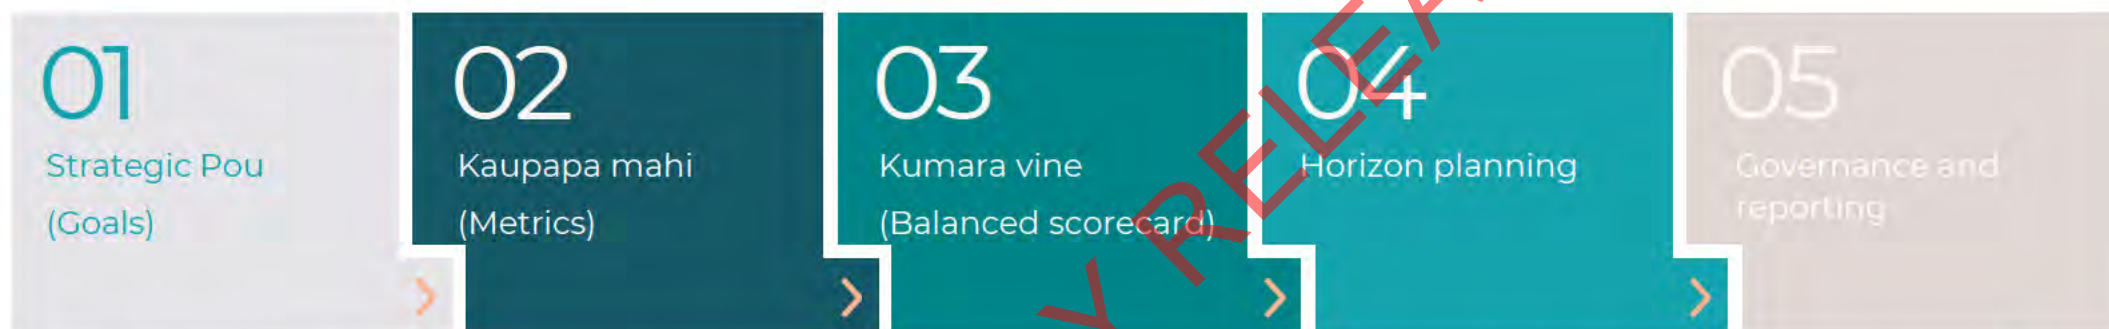 01
Strategic Pou
(Goals)
02
Kaupapa mahi
(Metrics)
03
Kumara vine
(Balanced scorecard)
04
Horizon planning
05
Governance and
reporting
Y RELEA